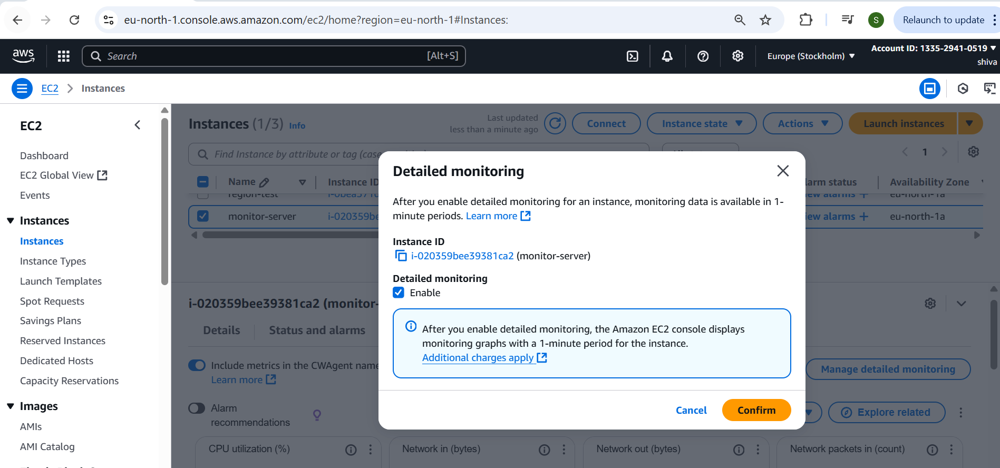 eu-north-1.console.aws.amazon.com/ec2/home?region=eu-north-1#Instances:
S
Relaunch to update
aws
Search
[Alt+S]
Europe (Stockholm)
Account ID: 1335-2941-0519
shiva
EC2
Instances
EC2
Dashboard
EC2 Global View
Events
Instances
Instances
Instance Types
Launch Templates
Spot Requests
Savings Plans
Reserved Instances
Dedicated Hosts
Capacity Reservations
Images
AMIs
AMI Catalog
Instances (1/3) Info
Last updated
less than a minute ago
Connect
Instance state
Actions
Launch instances
Find Instance by attribute or tag (case
1
Name
Instance ID
larm status
Availability Zone
region-test
ew alarms +
eu-north-1a
monitor-server
i-020359be
iew alarms +
eu-north-1a
i-020359bee39381ca2 (monitor-
Details
Status and alarms
Include metrics in the CWAgent name
Learn more
Manage detailed monitoring
Alarm
recommendations
Explore related
CPU utilization (%)
Network in (bytes)
Network out (bytes)
Network packets in (count)
Detailed monitoring
After you enable detailed monitoring for an instance, monitoring data is available in 1-
minute periods. Learn more
Instance ID
i-020359bee39381ca2 (monitor-server)
Detailed monitoring
Enable
After you enable detailed monitoring, the Amazon EC2 console displays
monitoring graphs with a 1-minute period for the instance.
Additional charges apply
Cancel
Confirm